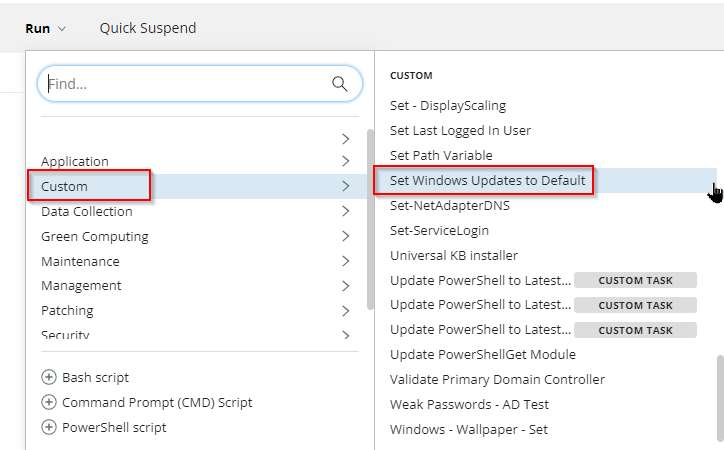 Run
Quick Suspend
Find...
Application
Custom
Data Collection
Green Computing
Maintenance
Management
Patching
Security
Bash script
Command Prompt (CMD) Script
PowerShell script
CUSTOM
Set - DisplayScaling
Set Last Logged In User
Set Path Variable
Set Windows Updates to Default
Set-NetAdapterDNS
Set-ServiceLogin
Universal KB installer
Update PowerShell to Latest... CUSTOM TASK
Update PowerShell to Latest... CUSTOM TASK
Update PowerShell to Latest... CUSTOM TASK
Update PowerShellGet Module
Validate Primary Domain Controller
Weak Passwords - AD Test
Windows - Wallpaper - Set